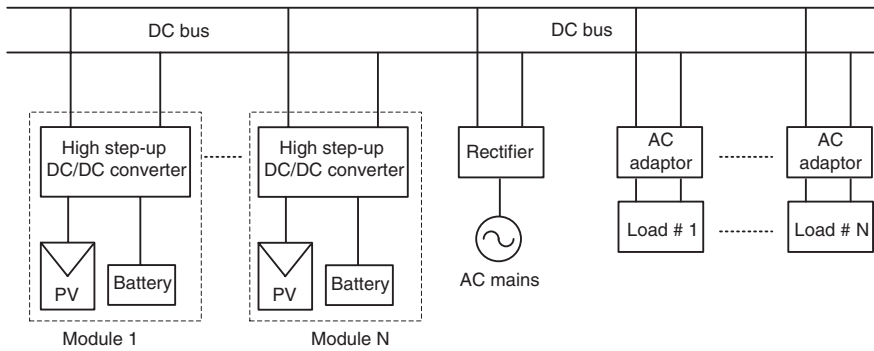 DC bus
DC bus
High step-up
DC/DC converter
High step-up
DC/DC converter
Rectifier
AC
adaptor
AC
adaptor
Load # 1
Load # N
PV
Battery
PV
Battery
AC mains
Module 1
Module N